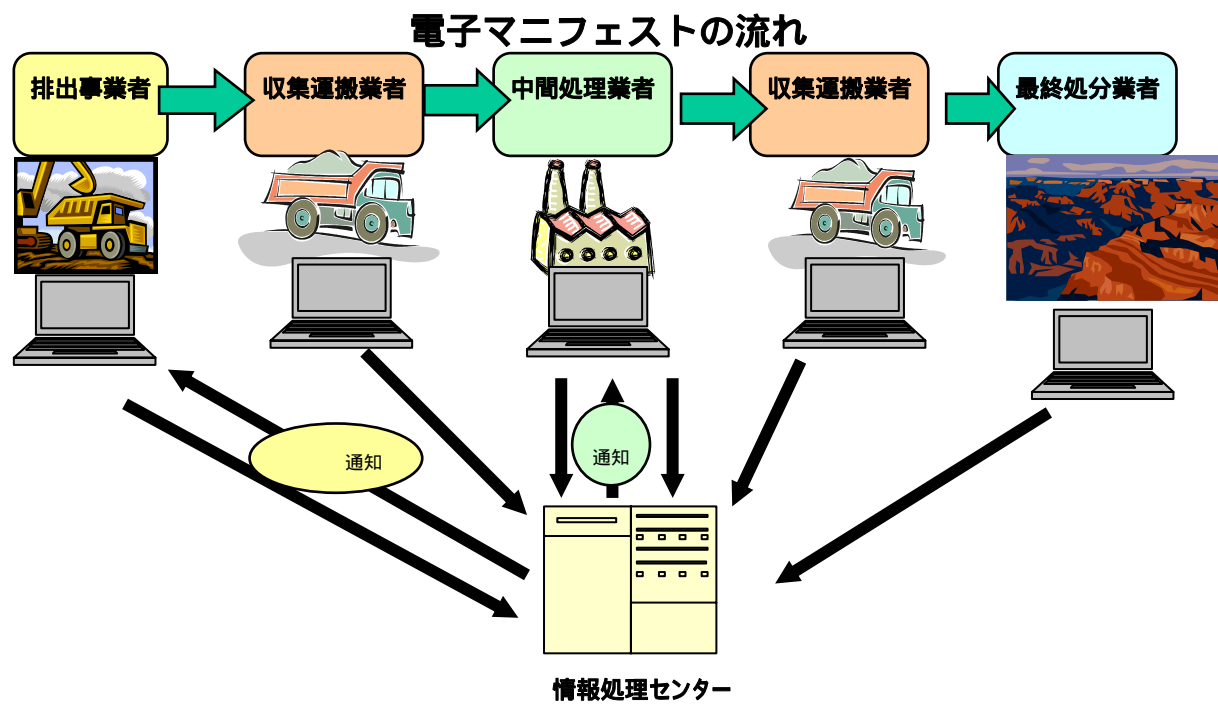 電子マニフェストの流れ
排出事業者
収集運搬業者
中間処理業者
収集運搬業者
最終処分業者
通知
通知
情報処理センター